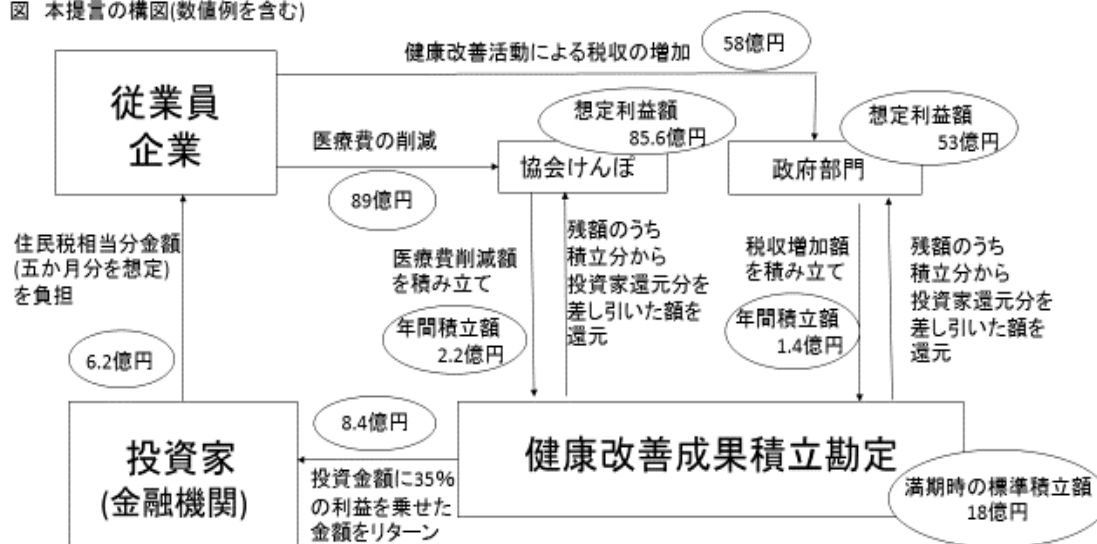 図 本提言の構図(数値例を含む)
健康改善活動による税収の増加
58億円
従業員
企業
医療費の削減
89億円
想定利益額
85.6億円
協会けんぽ
想定利益額
53億円
政府部門
住民税相当分金額
(五か月分を想定)
を負担
6.2億円
医療費削減額
を積み立て
年間積立額
2.2億円
残額のうち
積立分から
投資家還元分を
差し引いた額を
還元
税収増加額
を積み立て
年間積立額
1.4億円
残額のうち
積立分から
投資家還元分を
差し引いた額を
還元
投資家
(金融機関)
8.4億円
投資金額に35%
の利益を乗せた
金額をリターン
健康改善成果積立勘定
満期時の標準積立額
18億円